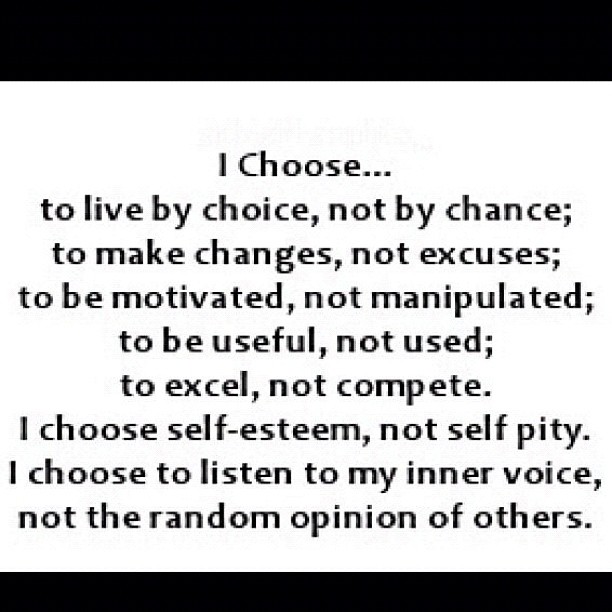 I Choose...
to live by choice, not by chance;
to make changes, not excuses;
to be motivated, not manipulated;
to be useful, not used;
to excel, not compete.
I choose self-esteem, not self pity.
I choose to listen to my inner voice,
not the random opinion of others.